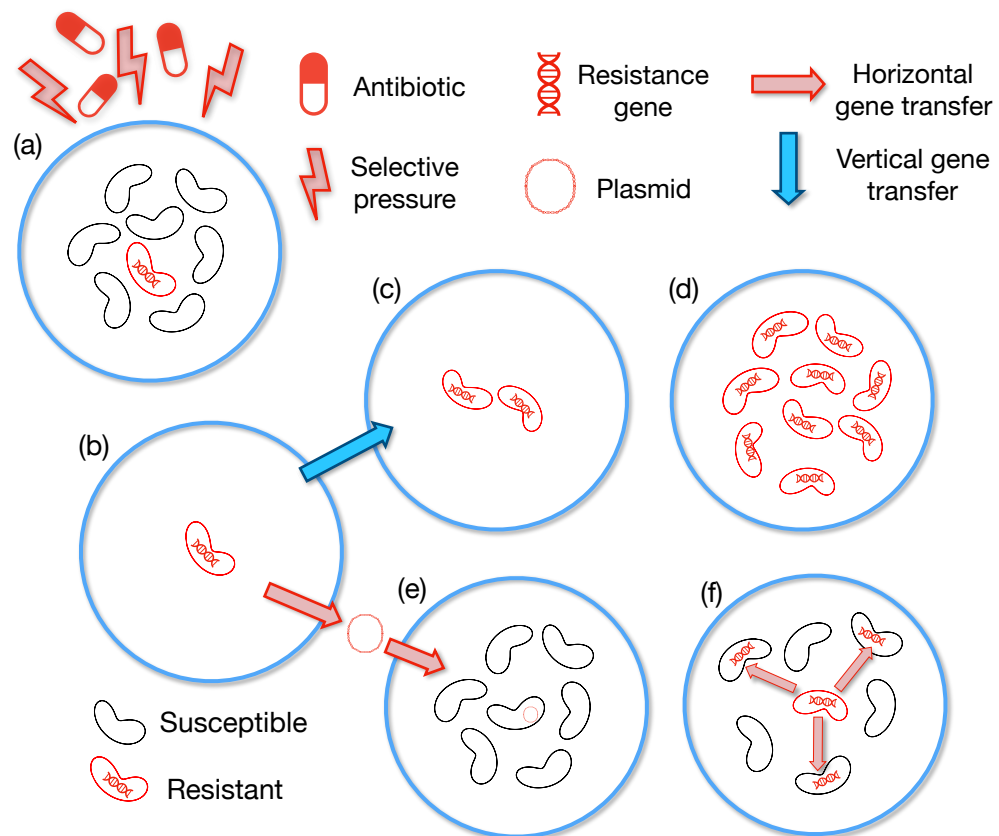 Antibiotic
Resistance
gene
Horizontal
gene transfer
(a)
Selective
pressure
Plasmid
Vertical gene
transfer
(c)
(d)
(b)
(e)
(f)
Susceptible
Resistant